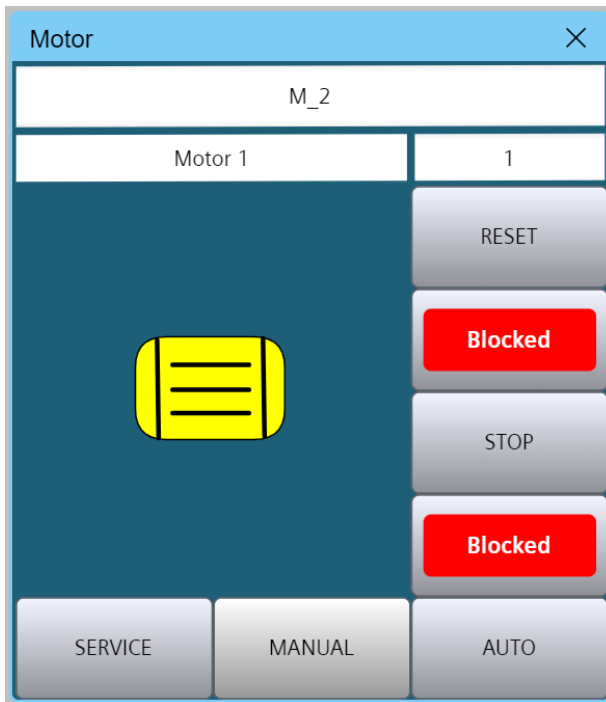 Motor
M_2
Motor 1
1
RESET
Blocked
STOP
Blocked
SERVICE
MANUAL
AUTO